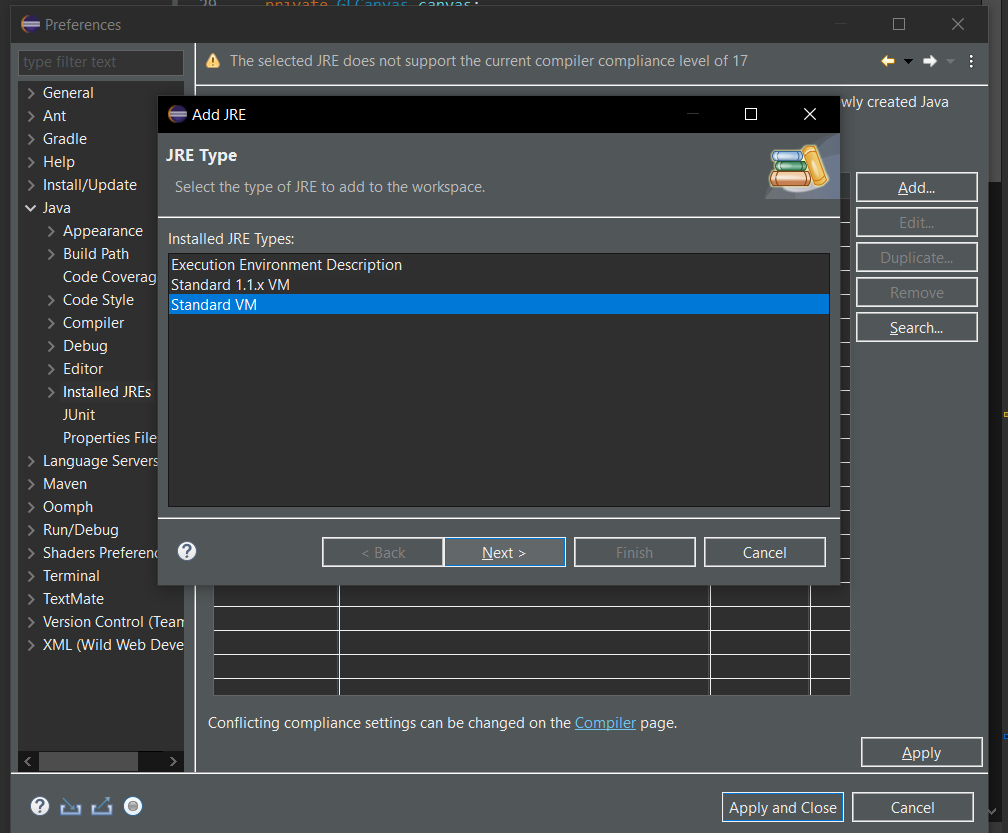 29 private GLCanvas canvas;
Preferences
type filter text
The selected JRE does not support the current compiler compliance level of 17
General
Ant
Gradle
Help
Install/Update
Java
Appearance
Build Path
Code Coverag
Code Style
Compiler
Debug
Editor
Installed JREs
JUnit
Properties File
Language Servers
Maven
Oomph
Run/Debug
Shaders Preferenc
Terminal
TextMate
Version Control (Team
XML (Wild Web Deve
wly created Java
Add JRE
JRE Type
Select the type of JRE to add to the workspace.
Installed JRE Types:
Execution Environment Description
Standard 1.1.x VM
Standard VM
< Back
Next >
Finish
Cancel
Add...
Edit...
Duplicate...
Remove
Search...
Conflicting compliance settings can be changed on the Compiler page.
Apply
Apply and Close
Cancel